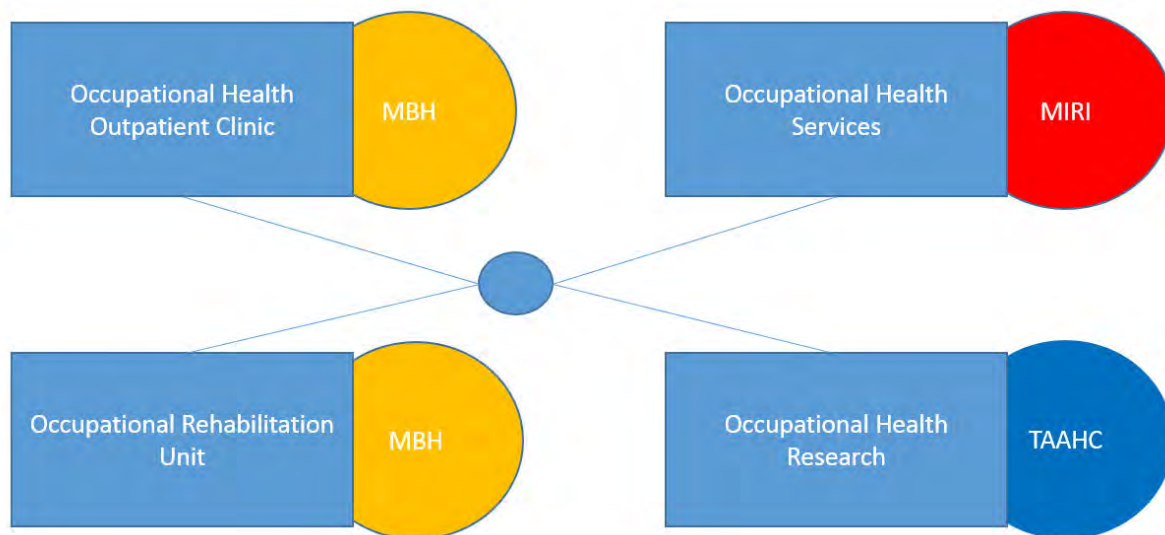 Occupational Health
Outpatient Clinic
MBH
Occupational Health
Services
MIRI
Occupational Rehabilitation
Unit
MBH
Occupational Health
Research
TAAHC